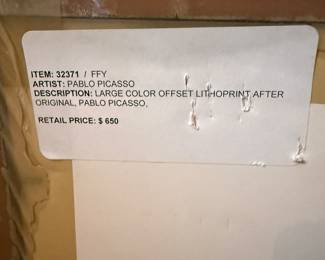 ITEM: 32371 / FFY
ARTIST: PABLO PICASSO
DESCRIPTION: LARGE COLOR OFFSET LITHOPRINT AFTER
ORIGINAL, PABLO PICASSO,
RETAIL PRICE: $ 650